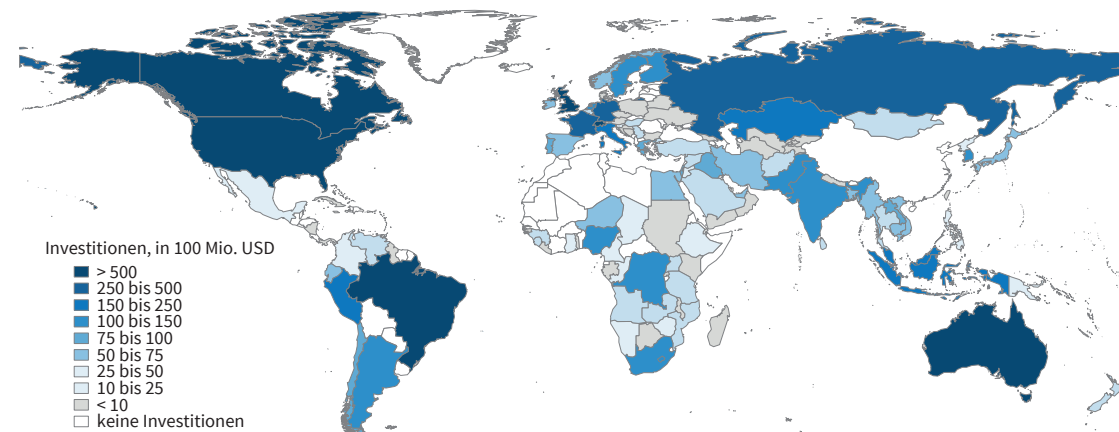 Investitionen, in 100 Mio. USD
> 500
250 bis 500
150 bis 250
100 bis 150
75 bis 100
50 bis 75
25 bis 50
10 bis 25
< 10
keine Investitionen